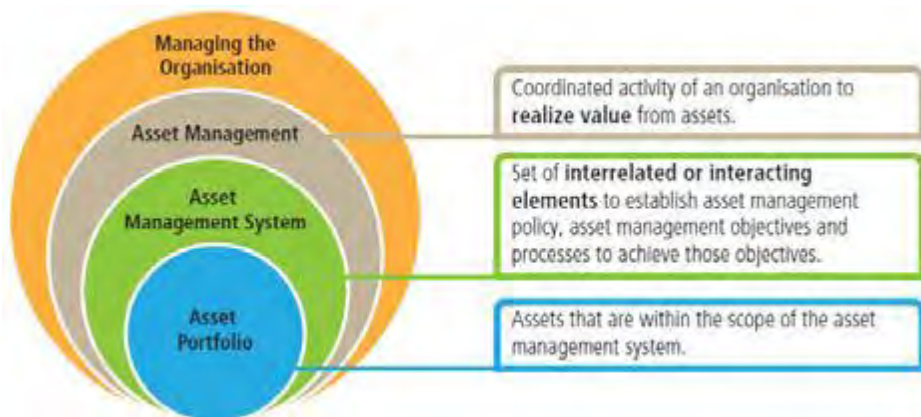 Managing the
Organisation
Asset Management
Asset
Management System
Asset
Portfolio
Coordinated activity of an organisation to
realize value from assets.
Set of interrelated or interacting
elements to establish asset management
policy, asset management objectives and
processes to achieve those objectives.
Assets that are within the scope of the asset
management system.